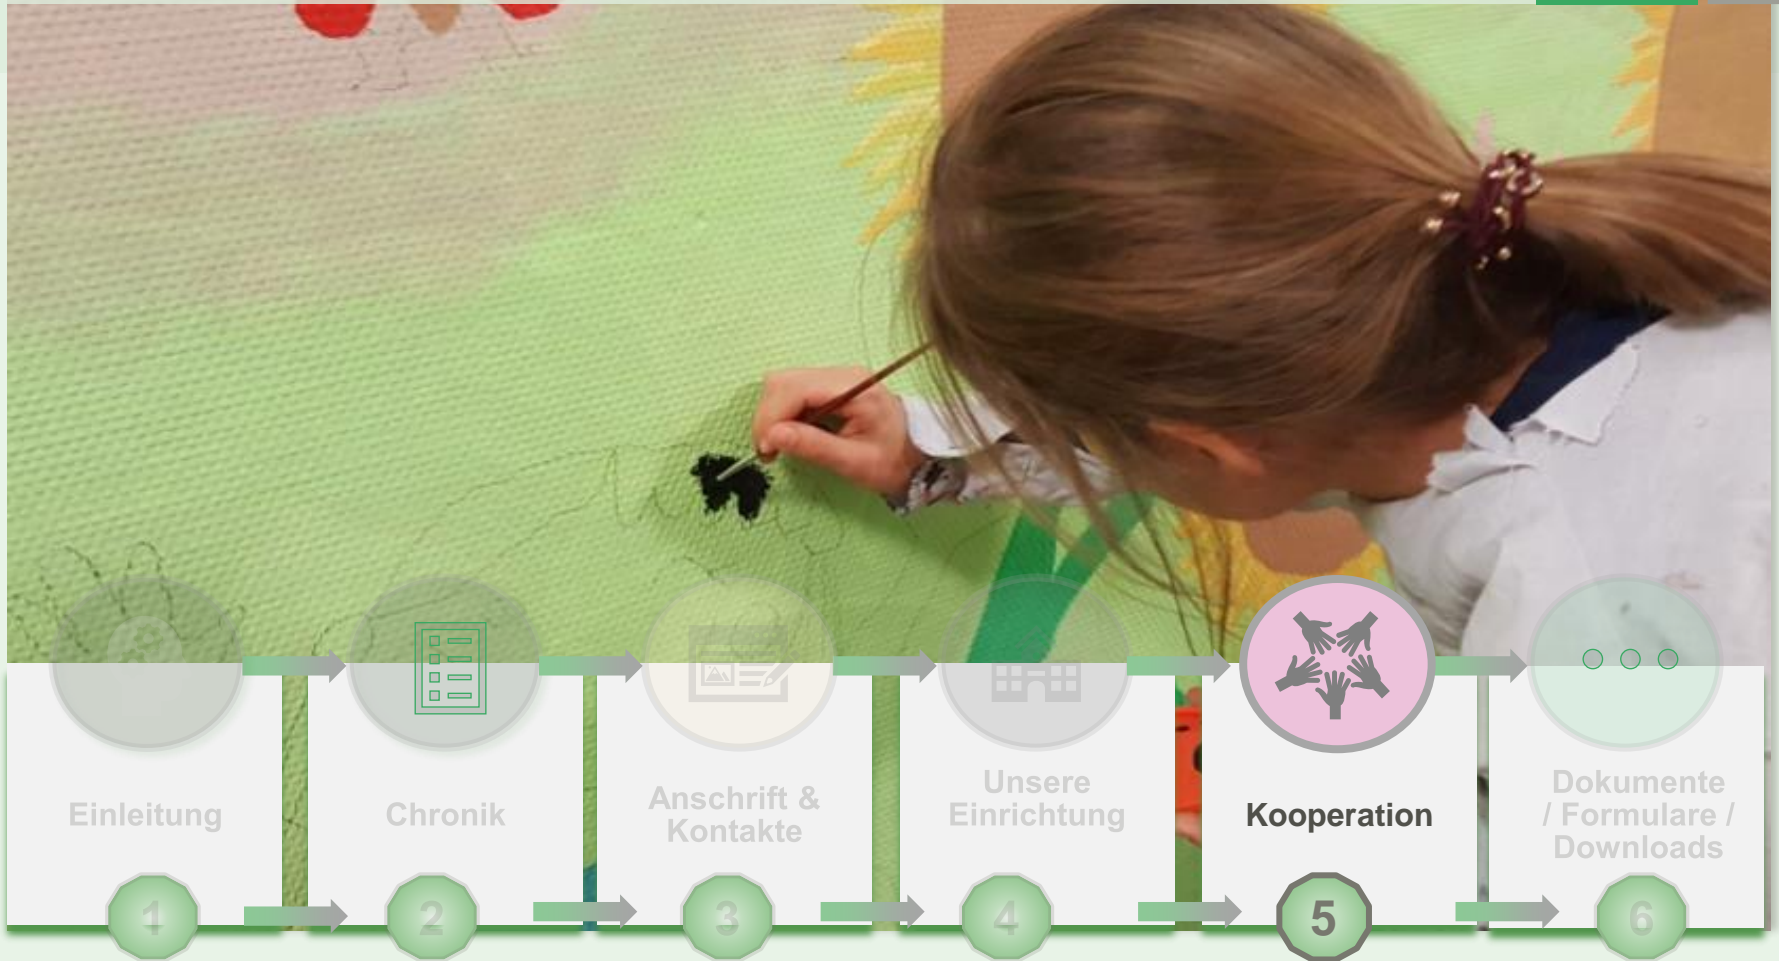 Einleitung
Chronik
Anschrift &
Kontakte
Unsere
Einrichtung
Kooperation
Dokumente
/ Formulare /
Downloads
1
2
3
4
5
6